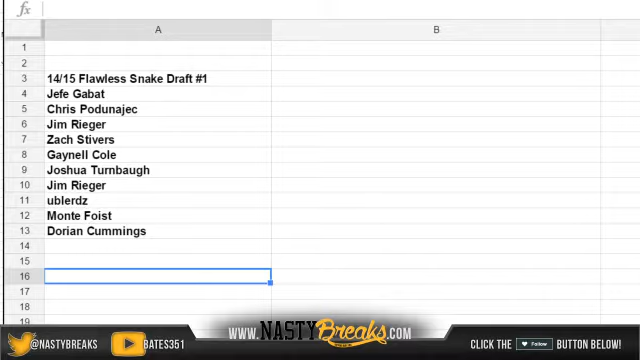 fx
A B
1
2
3 14/15 Flawless Snake Draft #1
4 Jefe Gabat
5 Chris Podunajec
6 Jim Rieger
7 Zach Stivers
8 Gaynell Cole
9 Joshua Turnbaugh
10 Jim Rieger
11 ublerdz
12 Monte Foist
13 Dorian Cummings
14
15
16
17
18
19
@NASTYBREAKS BATES351 WWW.NASTYBreaks.COM CLICK THE Follow BUTTON BELOW!